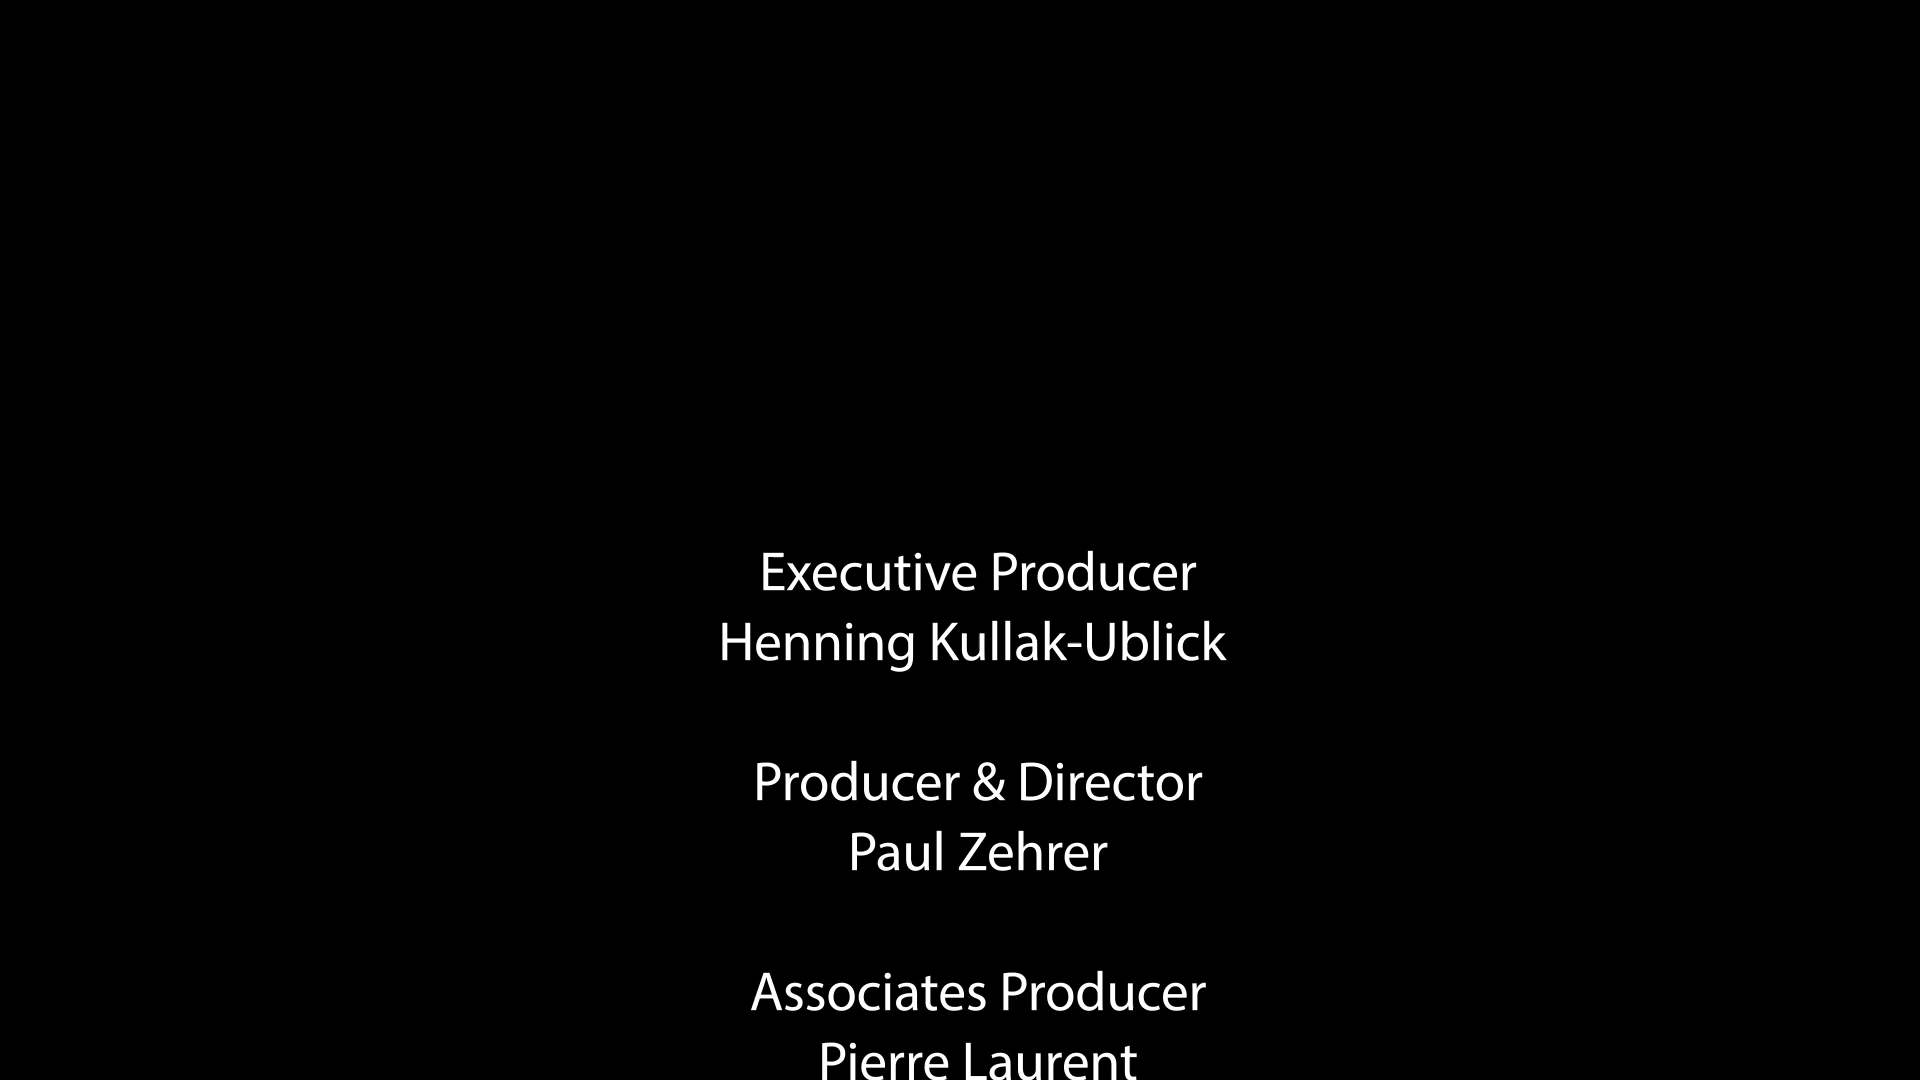 Executive Producer
Henning Kullak-Ublick
Producer & Director
Paul Zehrer
Associates Producer
Pierre Laurent